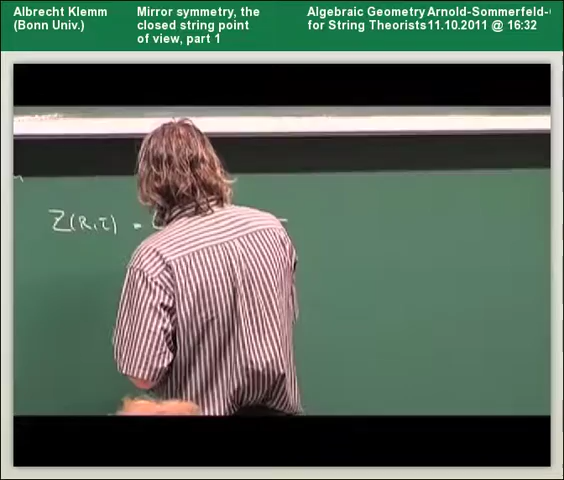 Albrecht Klemm
(Bonn Univ.)
Mirror symmetry, the
closed string point
of view, part 1
Algebraic Geometry
for String Theorists
Arnold-Sommerfeld-
11.10.2011 @ 16:32
Z(R,τ) =